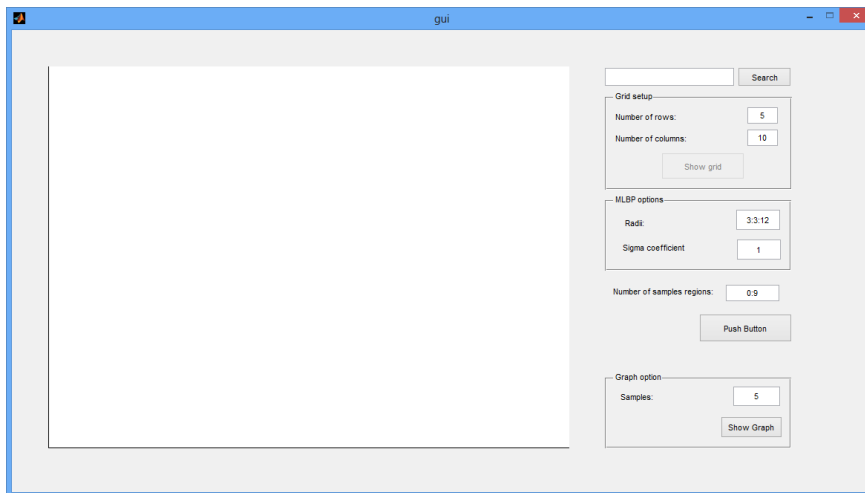 gui
Search
Grid setup
Number of rows: 5
Number of columns: 10
Show grid
MLBP options
Radii: 3:3:12
Sigma coefficient 1
Number of samples regions: 0:9
Push Button
Graph option
Samples: 5
Show Graph